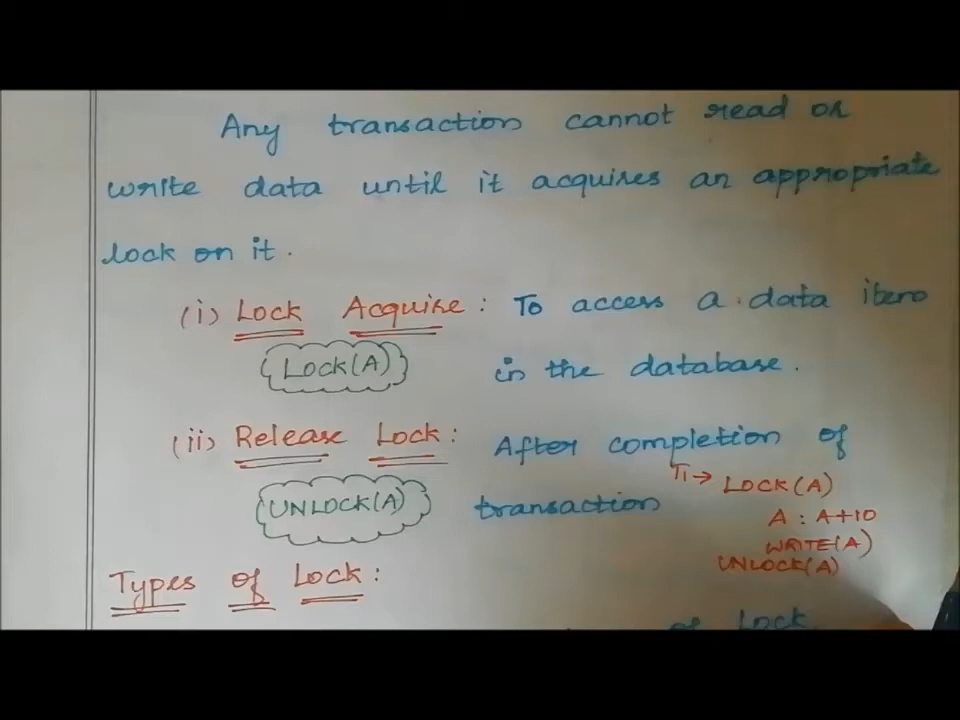 Any transaction cannot read or
write data until it acquires an appropriate
lock on it.
(i) Lock Acquire: To access a data item
LOCK(A) in the database.
(ii) Release Lock: After completion of
UNLOCK(A) transaction
T1→ LOCK(A)
A : A+10
WRITE(A)
UNLOCK(A)
Types of Lock:
of Lock